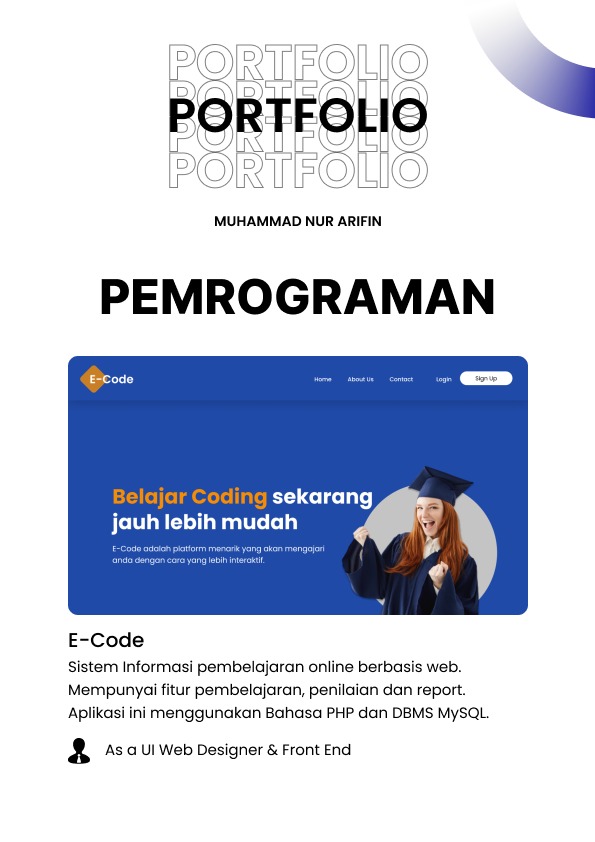 PORTFOLIO
PORTFOLIO
PORTFOLIO
PORTFOLIO
PORTFOLIO
MUHAMMAD NUR ARIFIN
PEMROGRAMAN
E-Code
Home About Us Contact Login Sign Up
Belajar Coding sekarang
jauh lebih mudah
E-Code adalah platform menarik yang akan mengajari
anda dengan cara yang lebih interaktif.
E-Code
Sistem Informasi pembelajaran online berbasis web.
Mempunyai fitur pembelajaran, penilaian dan report.
Aplikasi ini menggunakan Bahasa PHP dan DBMS MySQL.
As a UI Web Designer & Front End